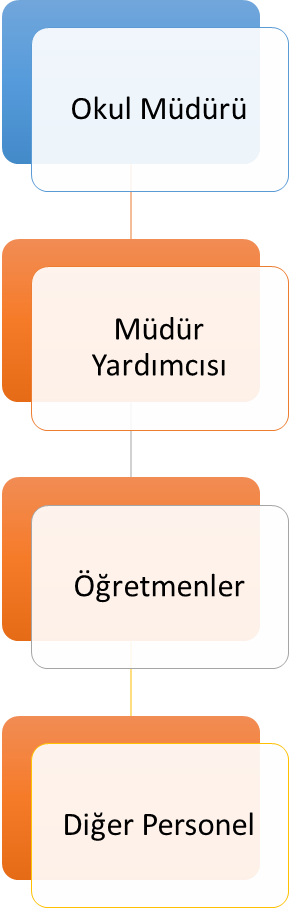 Okul Müdürü
Müdür
Yardımcısı
Öğretmenler
Diğer Personel